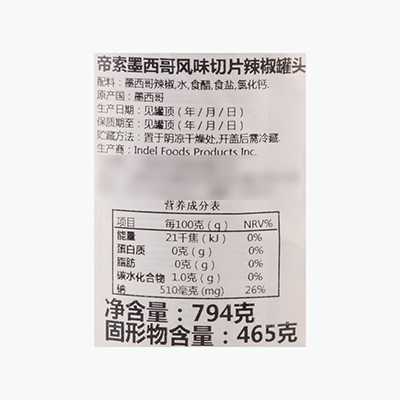 帝索墨西哥风味切片辣椒罐头
配料：墨西哥辣椒,水,食醋,食盐,氯化钙.
原产国：墨西哥
生产日期：见罐顶（年/月/日）
保质期至：见罐顶（年/月/日）
贮藏方法：置于阴凉干燥处,开盖后需冷藏.
生产商：Indel Foods Products Inc.
营养成分表
项目 每100克（g） NRV%
能量 21千焦（kJ） 0%
蛋白质 0克（g） 0%
脂肪 0克（g） 0%
碳水化合物 1.0克（g） 0%
钠 510毫克(mg) 26%
净含量：794克
固形物含量：465克